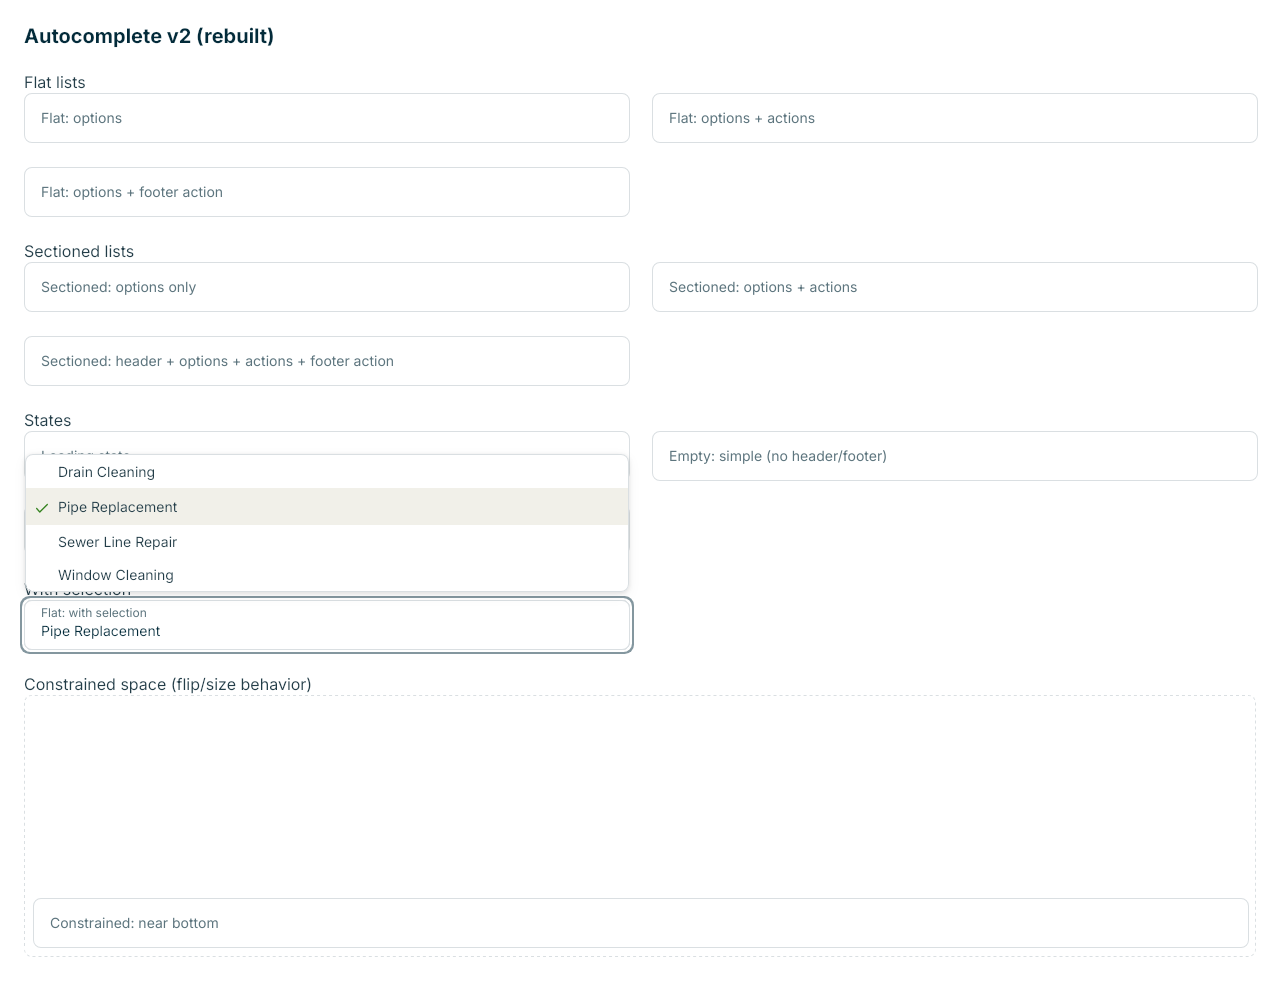 Autocomplete v2 (rebuilt)
Flat lists
Flat: options
Flat: options + actions
Flat: options + footer action
Sectioned lists
Sectioned: options only
Sectioned: options + actions
Sectioned: header + options + actions + footer action
States
Empty: simple (no header/footer)
Drain Cleaning
Pipe Replacement
Sewer Line Repair
Window Cleaning
With selection
Flat: with selection
Pipe Replacement
Constrained space (flip/size behavior)
Constrained: near bottom